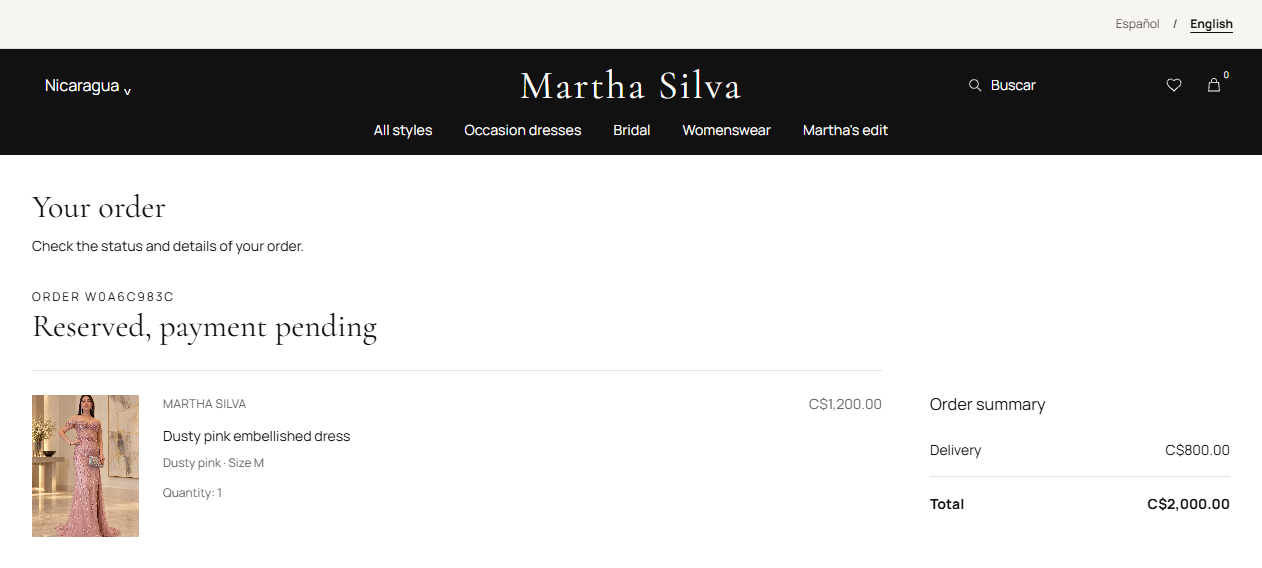 Español / English
Nicaragua v
Martha Silva
Buscar
0
All styles Occasion dresses Bridal Womenswear Martha's edit
Your order
Check the status and details of your order.
ORDER W0A6C983C
Reserved, payment pending
MARTHA SILVA C$1,200.00
Dusty pink embellished dress
Dusty pink · Size M
Quantity: 1
Order summary
Delivery C$800.00
Total C$2,000.00